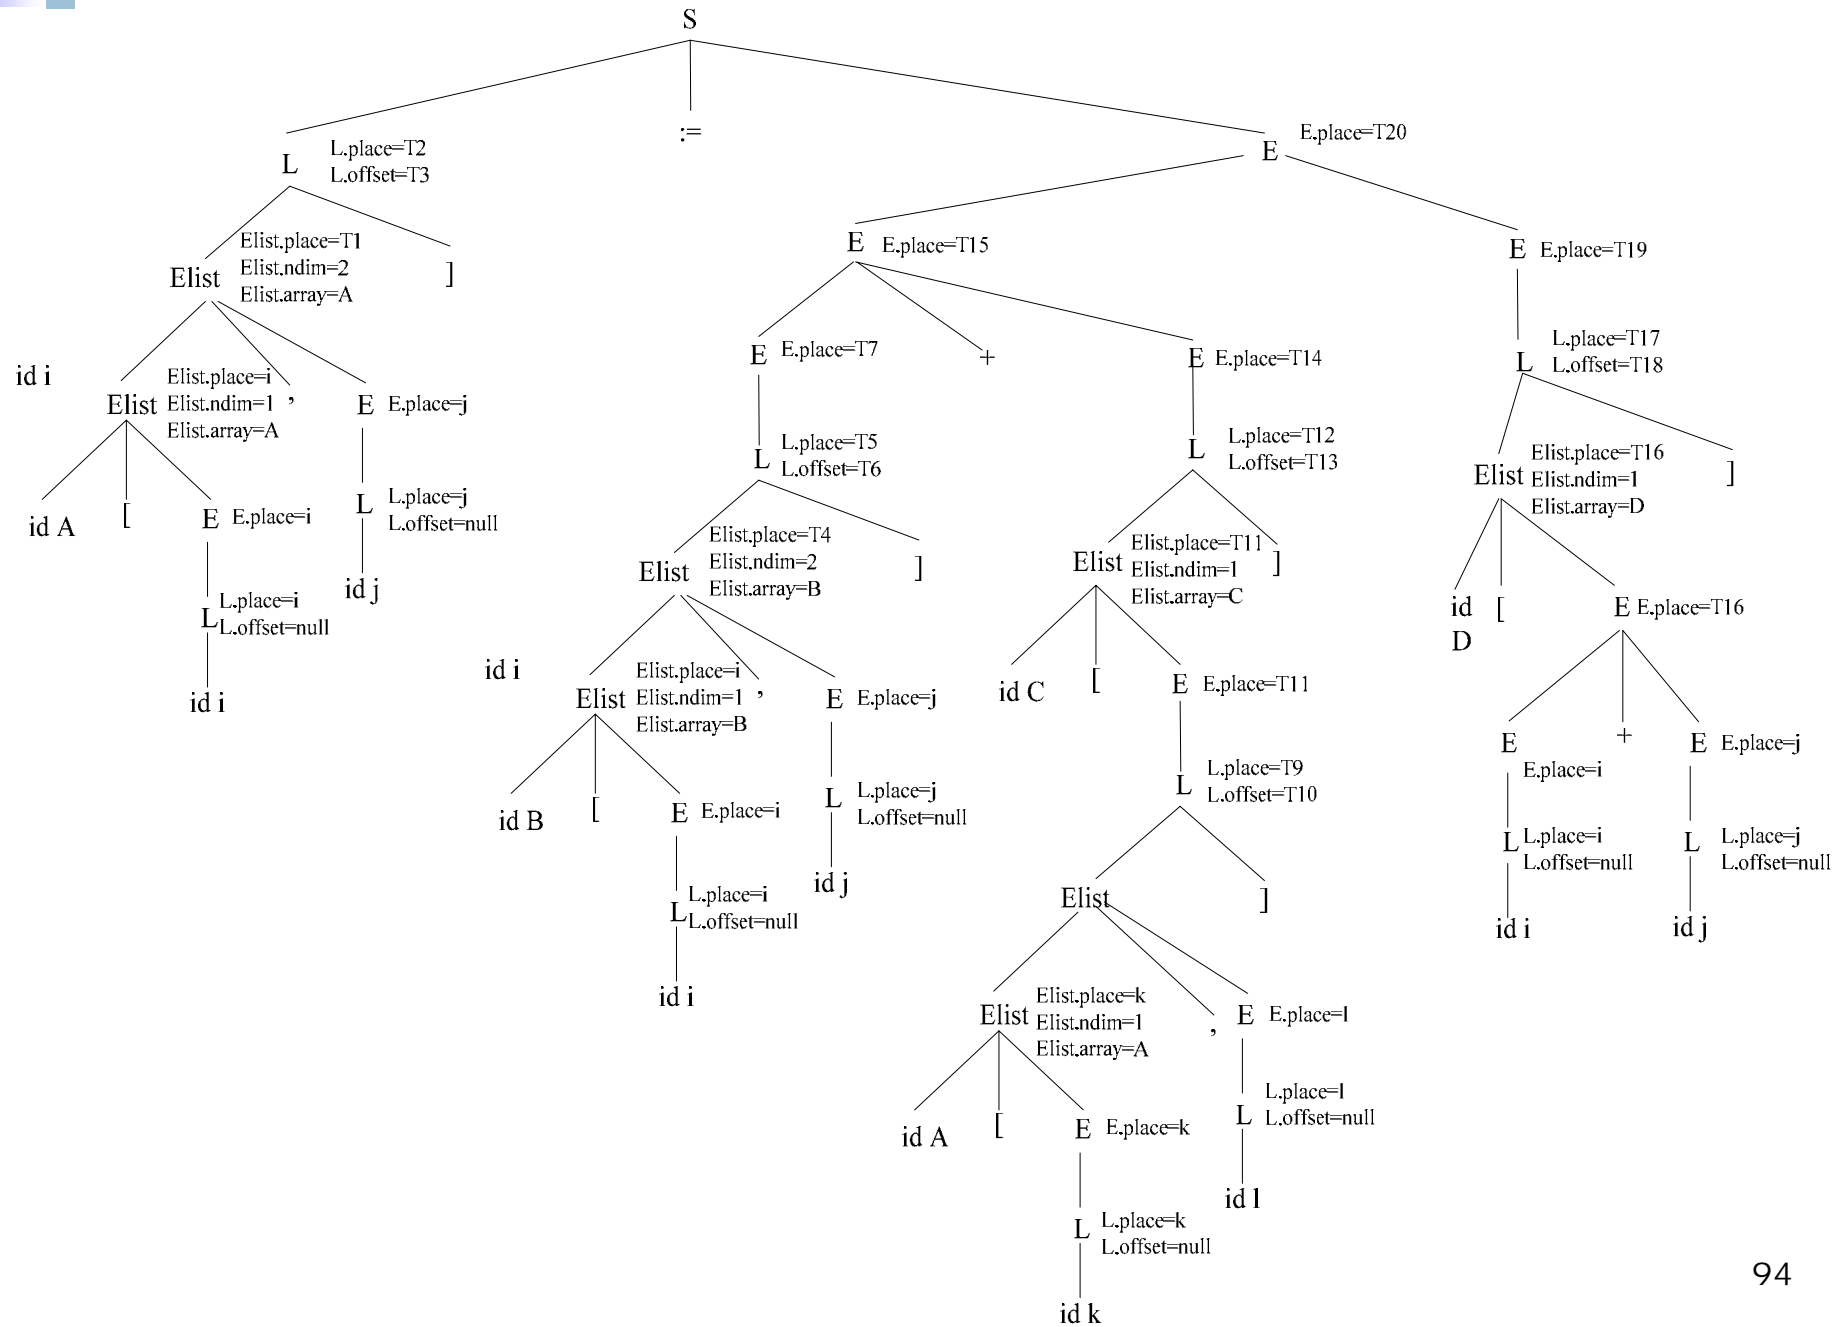 S
:=
L
L.place=T2
L.offset=T3
E
E.place=T20
Elist
Elist.place=T1
Elist.ndim=2
Elist.array=A
]
E
E.place=T15
E
E.place=T19
id i
Elist
Elist.place=i
Elist.ndim=1
Elist.array=A
,
E
E.place=j
E
E.place=T7
+
E
E.place=T14
L
L.place=T17
L.offset=T18
id A
[
E
E.place=i
L
L.place=j
L.offset=null
L
L.place=T5
L.offset=T6
L
L.place=T12
L.offset=T13
Elist
Elist.place=T16
Elist.ndim=1
Elist.array=D
]
L
L.place=i
L.offset=null
id j
id i
Elist
Elist.place=T4
Elist.ndim=2
Elist.array=B
]
Elist
Elist.place=T11
Elist.ndim=1
Elist.array=C
]
id
D
[
E
E.place=T16
id i
Elist
Elist.place=i
Elist.ndim=1
Elist.array=B
,
E
E.place=j
id C
[
E
E.place=T11
E
E.place=i
+
E
E.place=j
id B
[
E
E.place=i
L
L.place=j
L.offset=null
L
L.place=T9
L.offset=T10
L
L.place=i
L.offset=null
L
L.place=j
L.offset=null
L
L.place=i
L.offset=null
id j
Elist
]
id i
id j
id i
Elist
Elist.place=k
Elist.ndim=1
Elist.array=A
,
E
E.place=l
id A
[
E
E.place=k
L
L.place=l
L.offset=null
L
L.place=k
L.offset=null
id l
id k
94